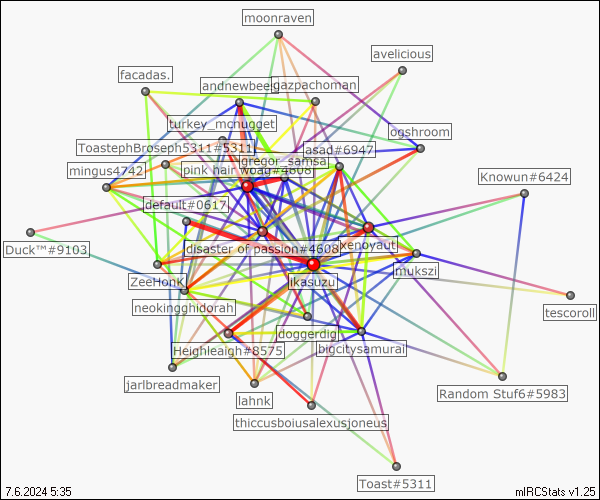 moonraven
avelicious
facadas.
andnewbee
gazpachoman
turkey_mcnugget
ogshroom
ToastephBroseph5311#5311
asad#6947
gregor_samsa
mingus4742
pink hair
woag#4608
Knowun#6424
default#0617
Duck™#9103
disaster of passion#4608
xenoyaut
mukszi
ZeeHonk
ikasuzu
neokingghidorah
tescoroll
doggerdig
bigcitysamurai
Heighleaigh#8575
jarlbreadmaker
Random Stuf6#5983
lahnk
thiccusboiusalexusjoneus
Toast#5311
7.6.2024 5:35
mIRCStats v1.25